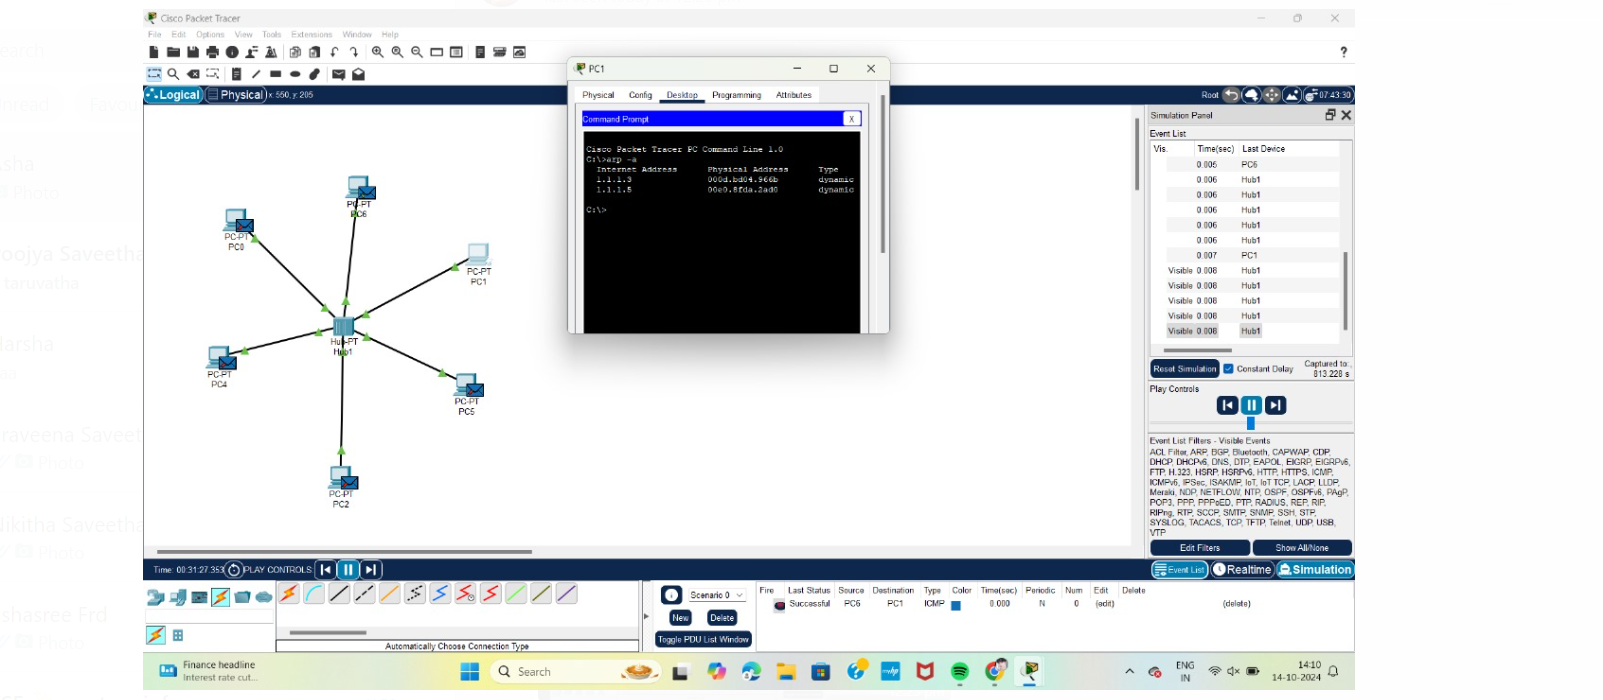 Cisco Packet Tracer
File Edit Options View Tools Extensions Window Help
?
Logical Physical x: 550, y: 205
Root 07:43:30
PC1
Physical Config Desktop Programming Attributes
Command Prompt X
Cisco Packet Tracer PC Command Line 1.0
C:\>arp -a
Internet Address Physical Address Type
1.1.1.3 000d.bd04.966b dynamic
1.1.1.5 00e0.8fda.2ad0 dynamic
C:\>
PC-PT
PC6
PC-PT
PC0
PC-PT
PC1
Hub-PT
Hub1
PC-PT
PC4
PC-PT
PC5
PC-PT
PC2
Simulation Panel
Event List
Vis. Time(sec) Last Device
0.005 PC6
0.006 Hub1
0.006 Hub1
0.006 Hub1
0.006 Hub1
0.006 Hub1
0.007 PC1
Visible 0.008 Hub1
Visible 0.008 Hub1
Visible 0.008 Hub1
Visible 0.008 Hub1
Visible 0.008 Hub1
Reset Simulation Constant Delay Captured to:
813.228 s
Play Controls
Event List Filters - Visible Events
ACL Filter, ARP, BGP, Bluetooth, CAPWAP, CDP,
DHCP, DHCPv6, DNS, DTP, EAPOL, EIGRP, EIGRPv6,
FTP, H.323, HSRP, HSRPv6, HTTP, HTTPS, ICMP,
ICMPv6, IPSec, ISAKMP, IoT, IoT TCP, LACP, LLDP,
Meraki, NDP, NETFLOW, NTP, OSPF, OSPFv6, PAgP,
POP3, PPP, PPPoED, PTP, RADIUS, REP, RIP,
RIPng, RTP, SCCP, SMTP, SNMP, SSH, STP,
SYSLOG, TACACS, TCP, TFTP, Telnet, UDP, USB,
VTP
Edit Filters Show All/None
Time: 00:31:27.353 PLAY CONTROLS
Event List Realtime Simulation
Scenario 0
New Delete
Toggle PDU List Window
Fire Last Status Source Destination Type Color Time(sec) Periodic Num Edit Delete
Successful PC6 PC1 ICMP 0.000 N 0 (edit) (delete)
Automatically Choose Connection Type
Finance headline
Interest rate cut...
Search
ENG
IN
14:10
14-10-2024
oojya Saveetha
taruvatha
Photo
raveena Saveet
Photo
Nikitha Saveetha
Photo
shasree Frd
Photo